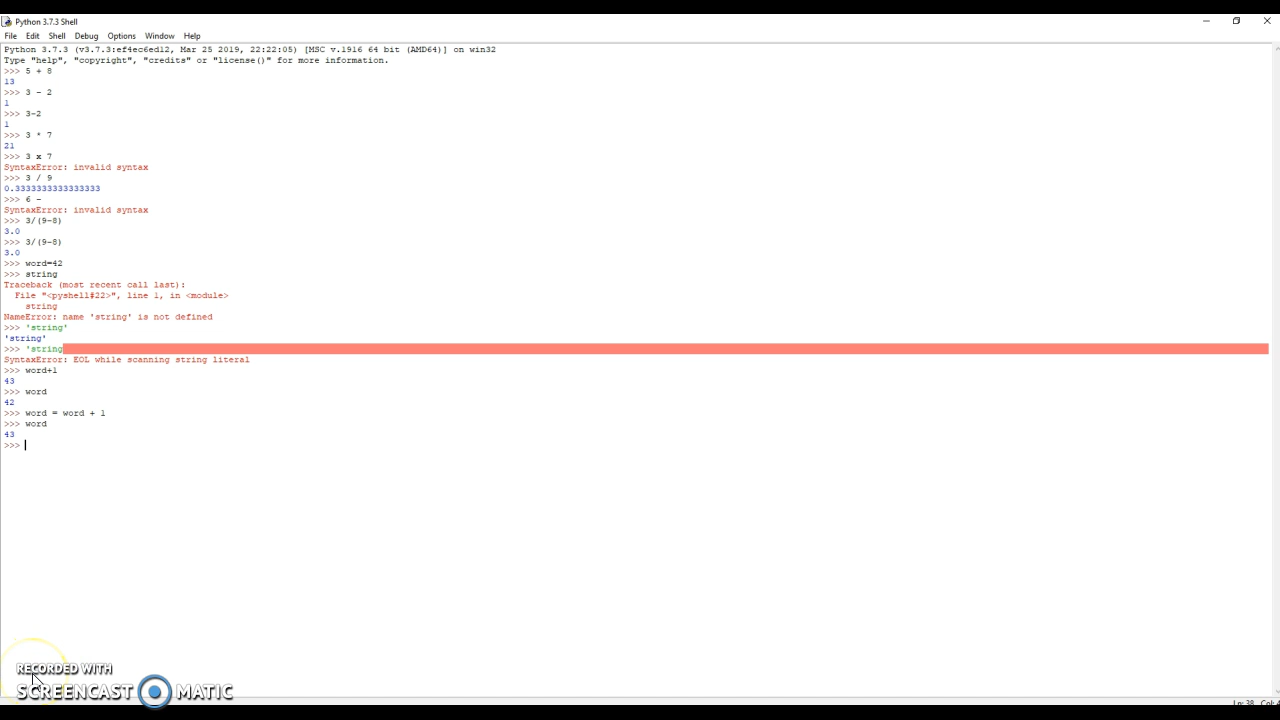 Python 3.7.3 Shell
File Edit Shell Debug Options Window Help
Python 3.7.3 (v3.7.3:ef4ec6ed12, Mar 25 2019, 22:22:05) [MSC v.1916 64 bit (AMD64)] on win32
Type "help", "copyright", "credits" or "license()" for more information.
>>> 5 + 8
13
>>> 3 - 2
1
>>> 3-2
1
>>> 3 * 7
21
>>> 3 x 7
SyntaxError: invalid syntax
>>> 3 / 9
0.3333333333333333
>>> 6 -
SyntaxError: invalid syntax
>>> 3/(9-8)
3.0
>>> 3/(9-8)
3.0
>>> word=42
>>> string
Traceback (most recent call last):
File "<pyshell#22>", line 1, in <module>
string
NameError: name 'string' is not defined
>>> 'string'
'string'
>>> 'string
SyntaxError: EOL while scanning string literal
>>> word+1
43
>>> word
42
>>> word = word + 1
>>> word
43
>>>
RECORDED WITH
SCREENCAST MATIC
Ln: 38 Col: